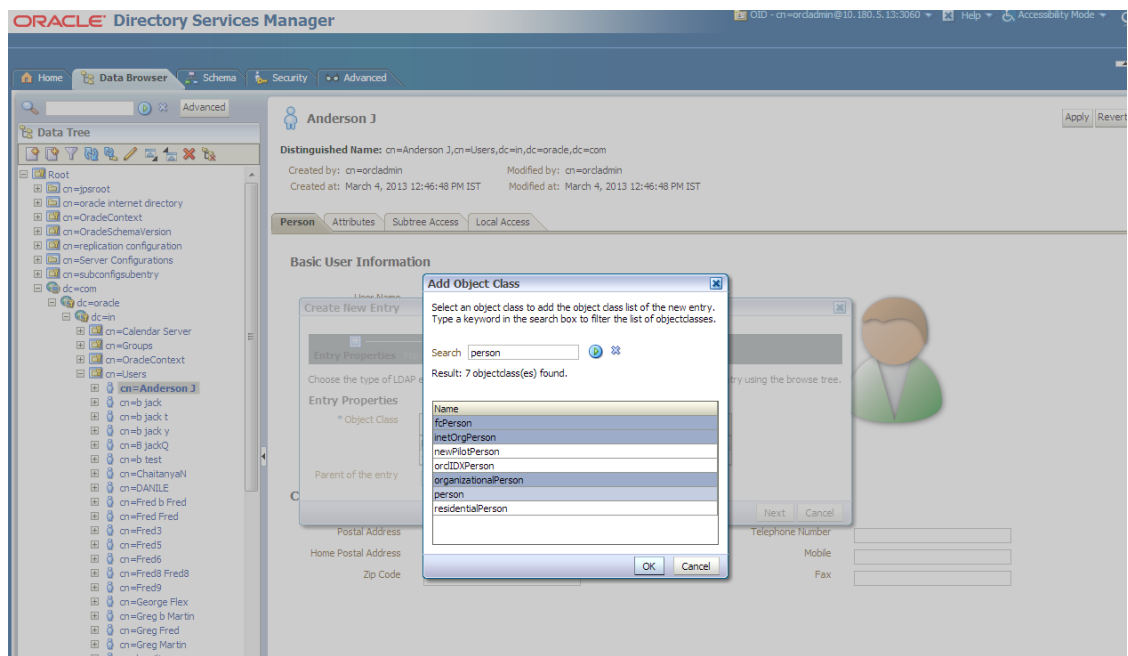 ORACLE Directory Services Manager
OID - cn=orcladmin@10.180.5.13:3060 Help Accessibility Mode
Home Data Browser Schema Security Advanced
Advanced
Data Tree
Root
cn=jpsroot
cn=oracle internet directory
cn=OracleContext
cn=OracleSchemaVersion
cn=replication configuration
cn=Server Configurations
cn=subconfigsubentry
dc=com
dc=oracle
dc=in
cn=Calendar Server
cn=Groups
cn=OracleContext
cn=Users
cn=Anderson J
cn=b jack
cn=b jack t
cn=b jack y
cn=B jackQ
cn=b test
cn=ChaitanyaN
cn=DANILE
cn=Fred b Fred
cn=Fred Fred
cn=Fred3
cn=Fred5
cn=Fred6
cn=Fred8 Fred8
cn=Fred9
cn=George Flex
cn=Greg b Martin
cn=Greg Fred
cn=Greg Martin
Anderson J
Apply Revert
Distinguished Name: cn=Anderson J,cn=Users,dc=in,dc=oracle,dc=com
Created by: cn=orcladmin Modified by: cn=orcladmin
Created at: March 4, 2013 12:46:48 PM IST Modified at: March 4, 2013 12:46:48 PM IST
Person Attributes Subtree Access Local Access
Basic User Information
Create New Entry
Entry Properties
Choose the type of LDAP
try using the browse tree.
Entry Properties
* Object Class
Parent of the entry
Next Cancel
Add Object Class
Select an object class to add the object class list of the new entry.
Type a keyword in the search box to filter the list of objectclasses.
Search person
Result: 7 objectclass(es) found.
Name
fcPerson
inetOrgPerson
newPilotPerson
orclIDXPerson
organizationalPerson
person
residentialPerson
OK Cancel
Postal Address Telephone Number
Home Postal Address Mobile
Zip Code Fax